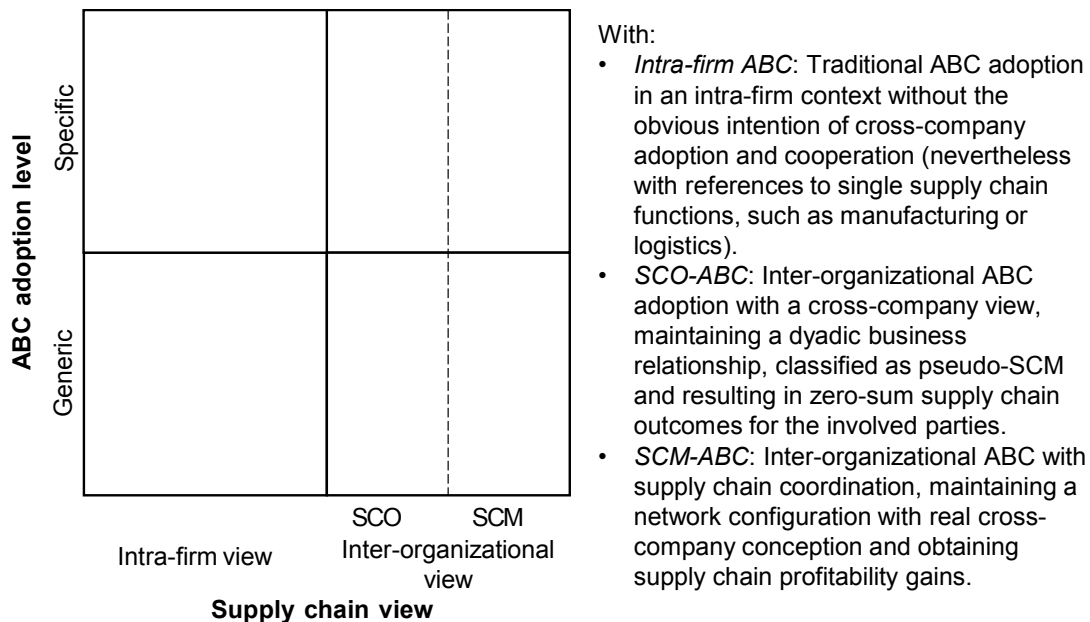 ABC adoption level
Specific
Generic
SCO SCM
Intra-firm view
Inter-organizational
view
Supply chain view
With:
• Intra-firm ABC: Traditional ABC adoption
in an intra-firm context without the
obvious intention of cross-company
adoption and cooperation (nevertheless
with references to single supply chain
functions, such as manufacturing or
logistics).
• SCO-ABC: Inter-organizational ABC
adoption with a cross-company view,
maintaining a dyadic business
relationship, classified as pseudo-SCM
and resulting in zero-sum supply chain
outcomes for the involved parties.
• SCM-ABC: Inter-organizational ABC with
supply chain coordination, maintaining a
network configuration with real cross-
company conception and obtaining
supply chain profitability gains.